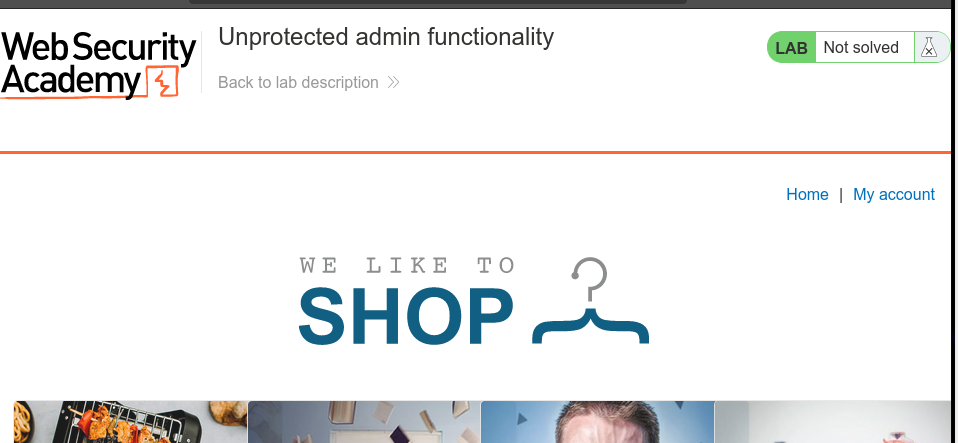 Web Security
Academy
Unprotected admin functionality
Back to lab description
LAB Not solved
Home | My account
WE LIKE TO
SHOP